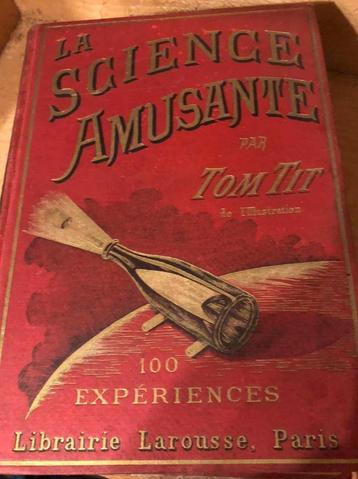 LA
SCIENCE
AMUSANTE
PAR
TOM TIT
de l'Illustration
100
EXPÉRIENCES
Librairie Larousse, Paris